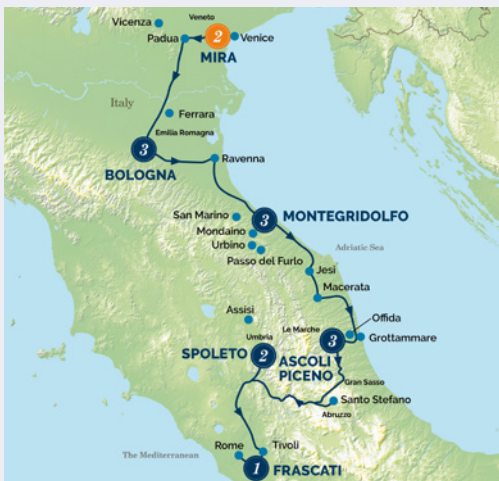 Vicenza
Veneto
Padua
2
Venice
MIRA
Italy
Ferrara
Emilia Romagna
3
BOLOGNA
Ravenna
San Marino
3
MONTEGRIDOLFO
Mondaino
Urbino
Passo del Furlo
Adriatic Sea
Jesi
Macerata
Assisi
Offida
Le Marche
Umbria
Grottammare
SPOLETO
2
3
ASCOLI
PICENO
Gran Sasso
Santo Stefano
Abruzzo
The Mediterranean
Rome
Tivoli
1
FRASCATI